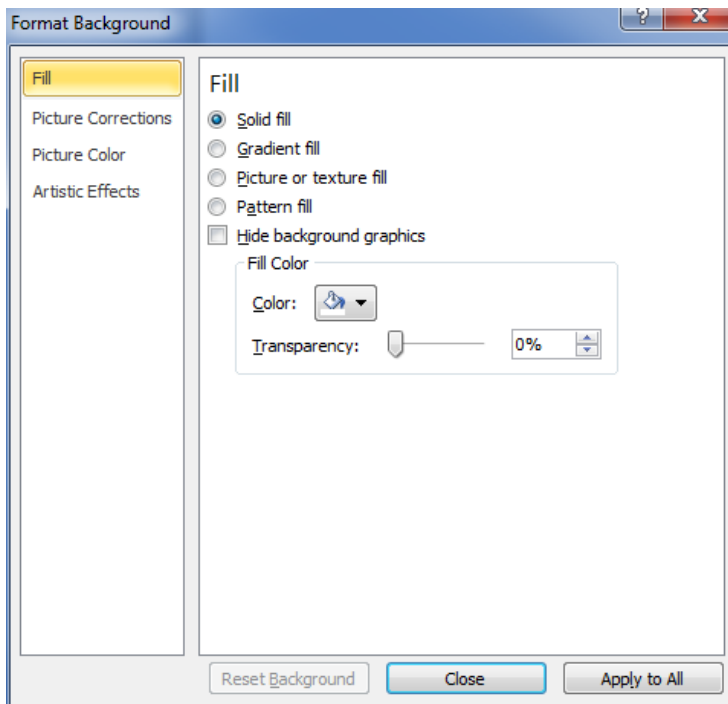 Format Background
?
X
Fill
Picture Corrections
Picture Color
Artistic Effects
Fill
Solid fill
Gradient fill
Picture or texture fill
Pattern fill
Hide background graphics
Fill Color
Color:
Transparency: 0%
Reset Background Close Apply to All